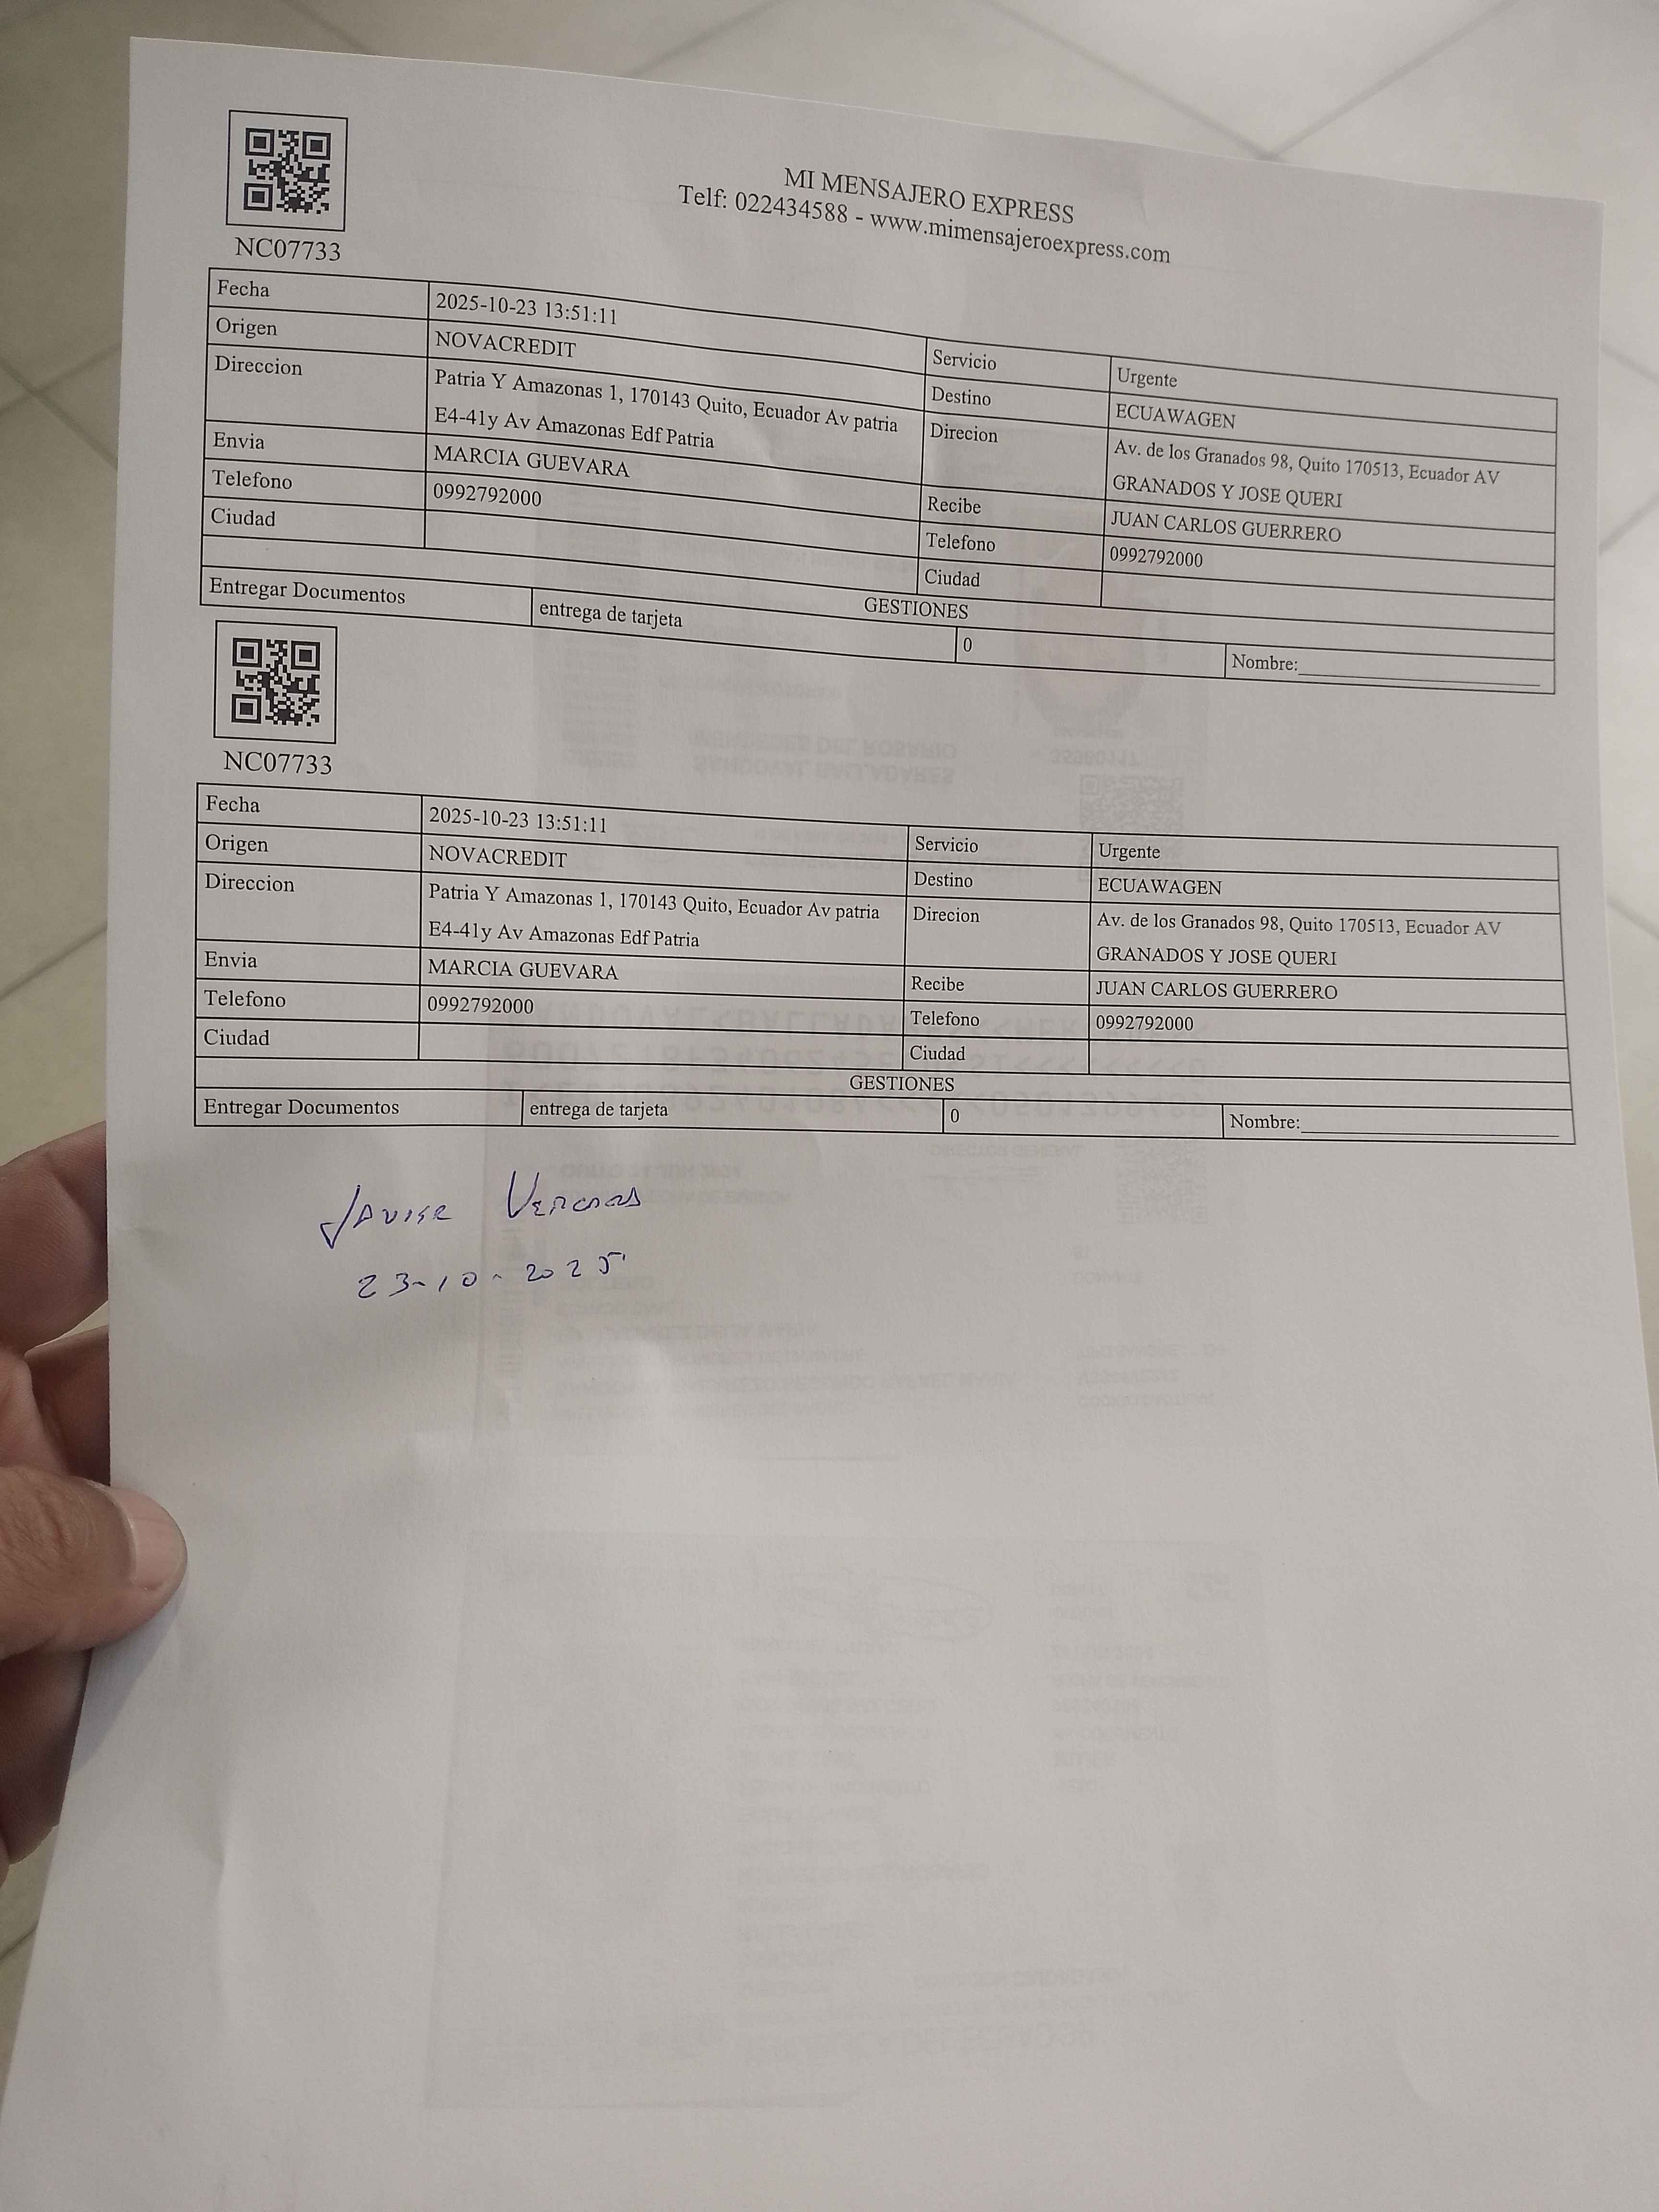 NC07733
MI MENSAJERO EXPRESS
Telf: 022434588 - www.mimensajeroexpress.com
Fecha 2025-10-23 13:51:11 Servicio Urgente
Origen NOVACREDIT Destino ECUAWAGEN
Direccion Patria Y Amazonas 1, 170143 Quito, Ecuador Av patria Direcion Av. de los Granados 98, Quito 170513, Ecuador AV
E4-41y Av Amazonas Edf Patria GRANADOS Y JOSE QUERI
Envia MARCIA GUEVARA Recibe JUAN CARLOS GUERRERO
Telefono 0992792000 Telefono 0992792000
Ciudad Ciudad
GESTIONES
Entregar Documentos entrega de tarjeta 0 Nombre:
NC07733
Fecha 2025-10-23 13:51:11 Servicio Urgente
Origen NOVACREDIT Destino ECUAWAGEN
Direccion Patria Y Amazonas 1, 170143 Quito, Ecuador Av patria Direcion Av. de los Granados 98, Quito 170513, Ecuador AV
E4-41y Av Amazonas Edf Patria GRANADOS Y JOSE QUERI
Envia MARCIA GUEVARA Recibe JUAN CARLOS GUERRERO
Telefono 0992792000 Telefono 0992792000
Ciudad Ciudad
GESTIONES
Entregar Documentos entrega de tarjeta 0 Nombre:
23-10-2025